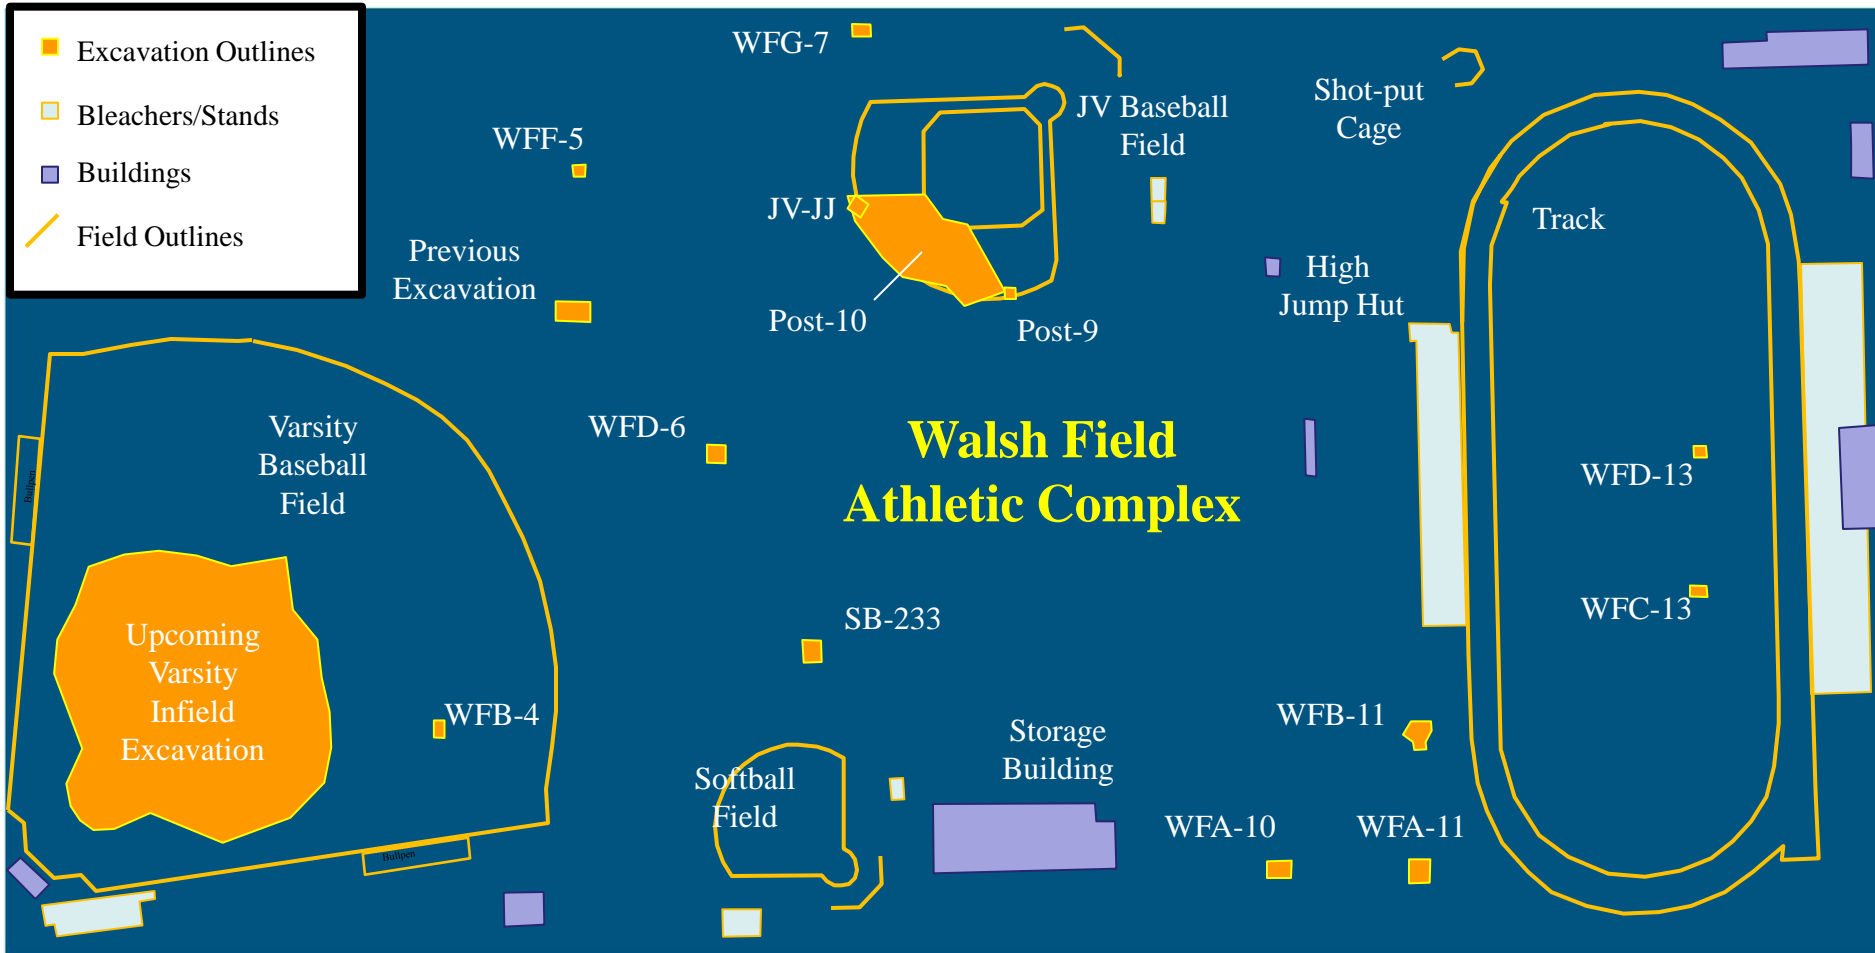 Excavation Outlines
Bleachers/Stands
Buildings
Field Outlines
WFG-7
WFF-5
JV Baseball
Field
Shot-put
Cage
JV-JJ
Track
Previous
Excavation
High
Jump Hut
Post-10
Post-9
Varsity
Baseball
Field
WFD-6
Walsh Field
Athletic Complex
Bullpen
WFD-13
WFC-13
SB-233
Upcoming
Varsity
Infield
Excavation
WFB-4
Storage
Building
WFB-11
Softball
Field
WFA-10
WFA-11
Bullpen